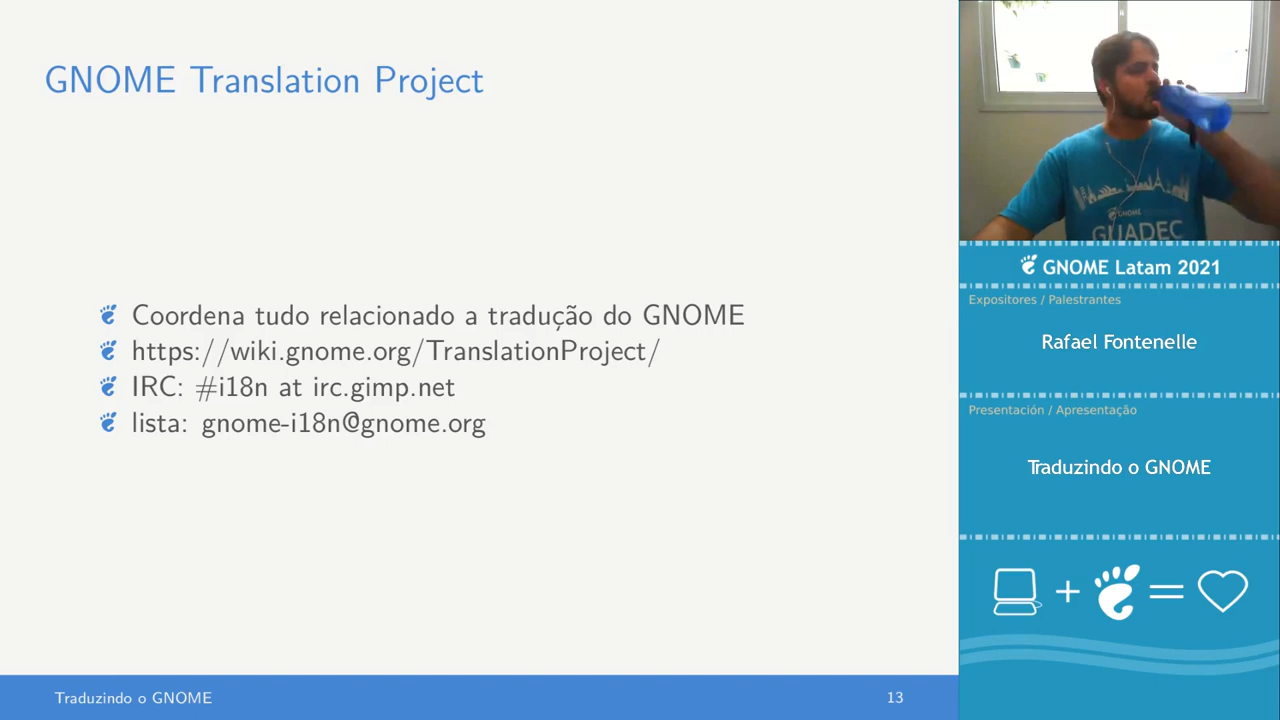 GNOME Translation Project
Coordena tudo relacionado a tradução do GNOME
https://wiki.gnome.org/TranslationProject/
IRC: #i18n at irc.gimp.net
lista: gnome-i18n@gnome.org
Traduzindo o GNOME
13
GNOME
GUADEC
GNOME Latam 2021
Expositores / Palestrantes
Rafael Fontenelle
Presentación / Apresentação
Traduzindo o GNOME